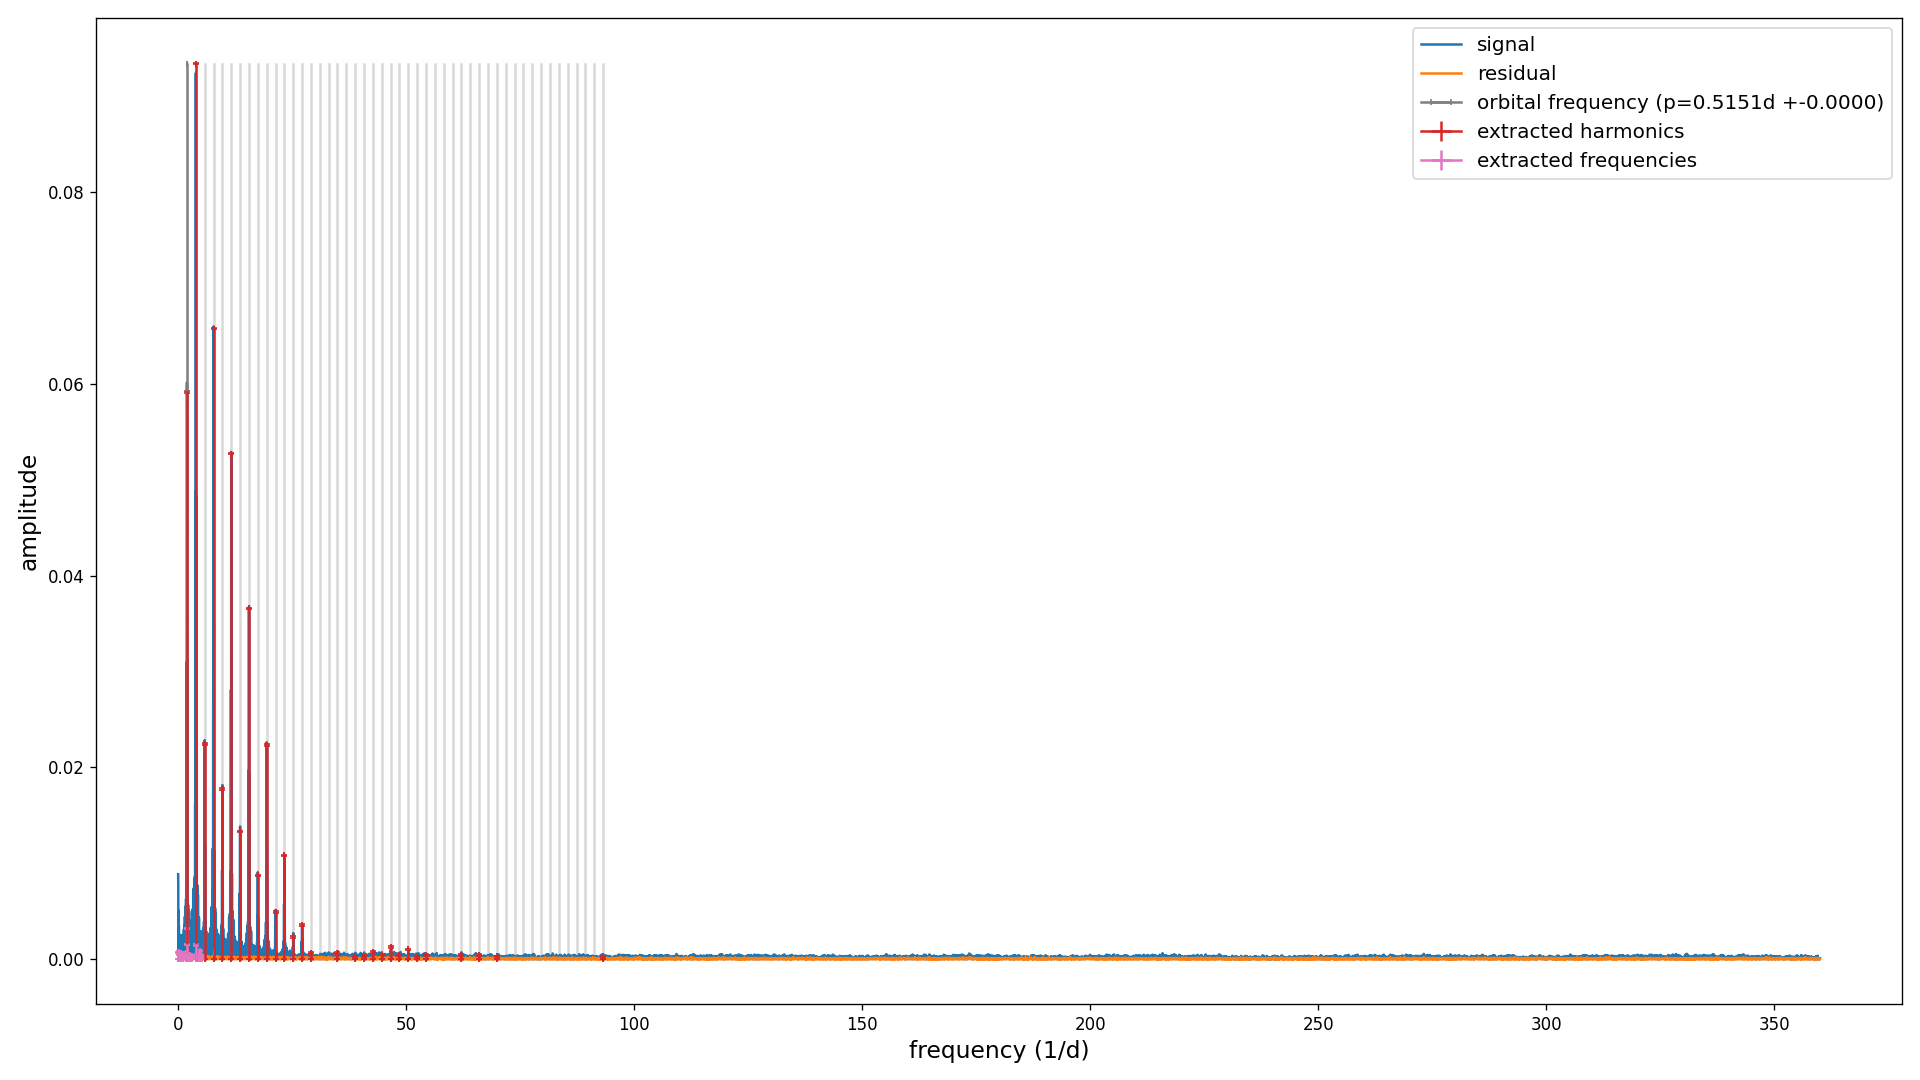 signal
residual
orbital frequency (p=0.5151d +-0.0000)
extracted harmonics
extracted frequencies
amplitude
0.08
0.06
0.04
0.02
0.00
0
50
100
150
200
250
300
350
frequency (1/d)